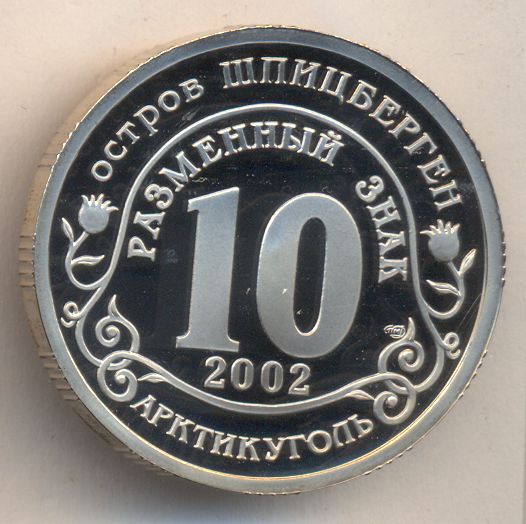 остров ШПИЦБЕРГЕН
РАЗМЕННЫЙ ЗНАК
10
2002
АРКТИКУГОЛЬ